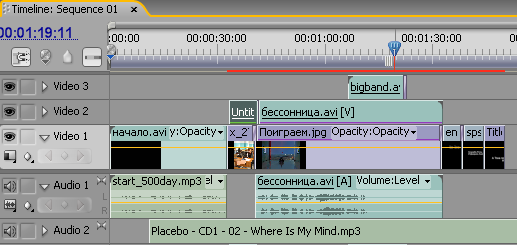 Timeline: Sequence 01
00:01:19:11
00:00 00:00:30:00 00:01:00:00 00:01:30:00
Video 3 bigband.av
Video 2 Untit бессонница.avi [V]
Video 1 начало.avi y:Opacity x_2 Поиграем.jpg Opacity:Opacity en sps Title
Audio 1 start_500day.mp3 el бессонница.avi [A] Volume:Level
L
R
Audio 2 Placebo - CD1 - 02 - Where Is My Mind.mp3